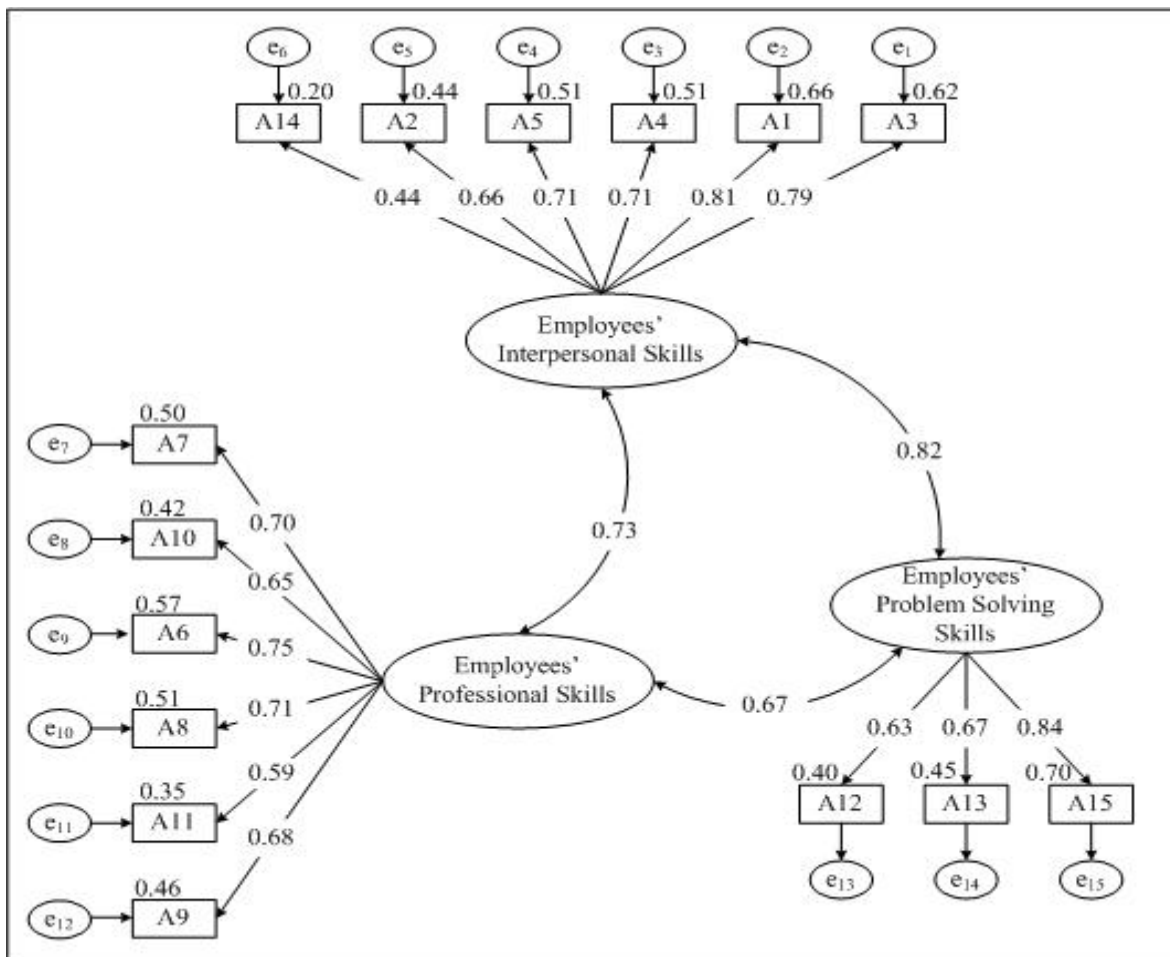 e6 e5 e4 e3 e2 e1
0.20 0.44 0.51 0.51 0.66 0.62
A14 A2 A5 A4 A1 A3
0.44 0.66 0.71 0.71 0.81 0.79
Employees’
Interpersonal Skills
0.50
e7 A7
0.82
0.42
0.70
0.73
e8 A10
0.65
Employees’
Problem Solving
Skills
0.57
e9 A6
0.75
Employees’
Professional Skills
0.51
0.71
0.67
e10 A8
0.63 0.67 0.84
0.59
0.40 0.45 0.70
0.35
A12 A13 A15
e11 A11
0.68
e13 e14 e15
0.46
e12 A9